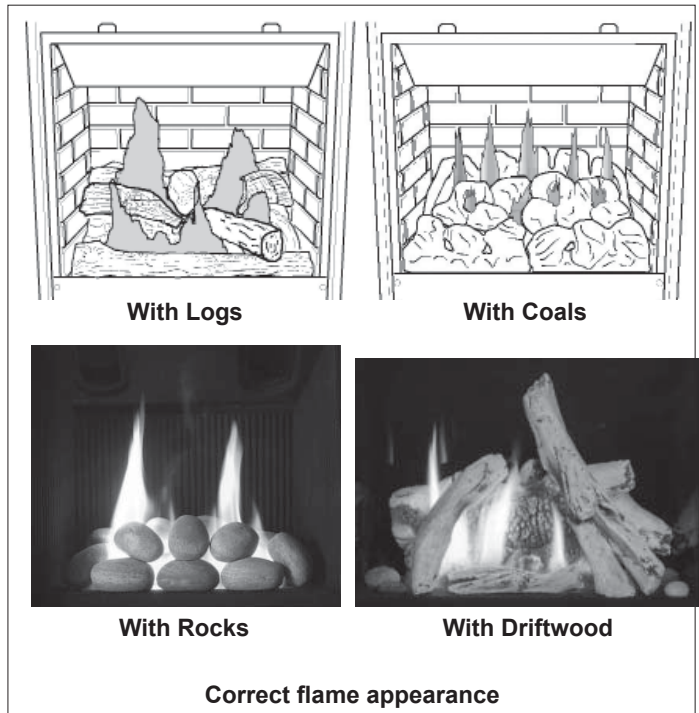 With Logs
With Coals
With Rocks
With Driftwood
Correct flame appearance